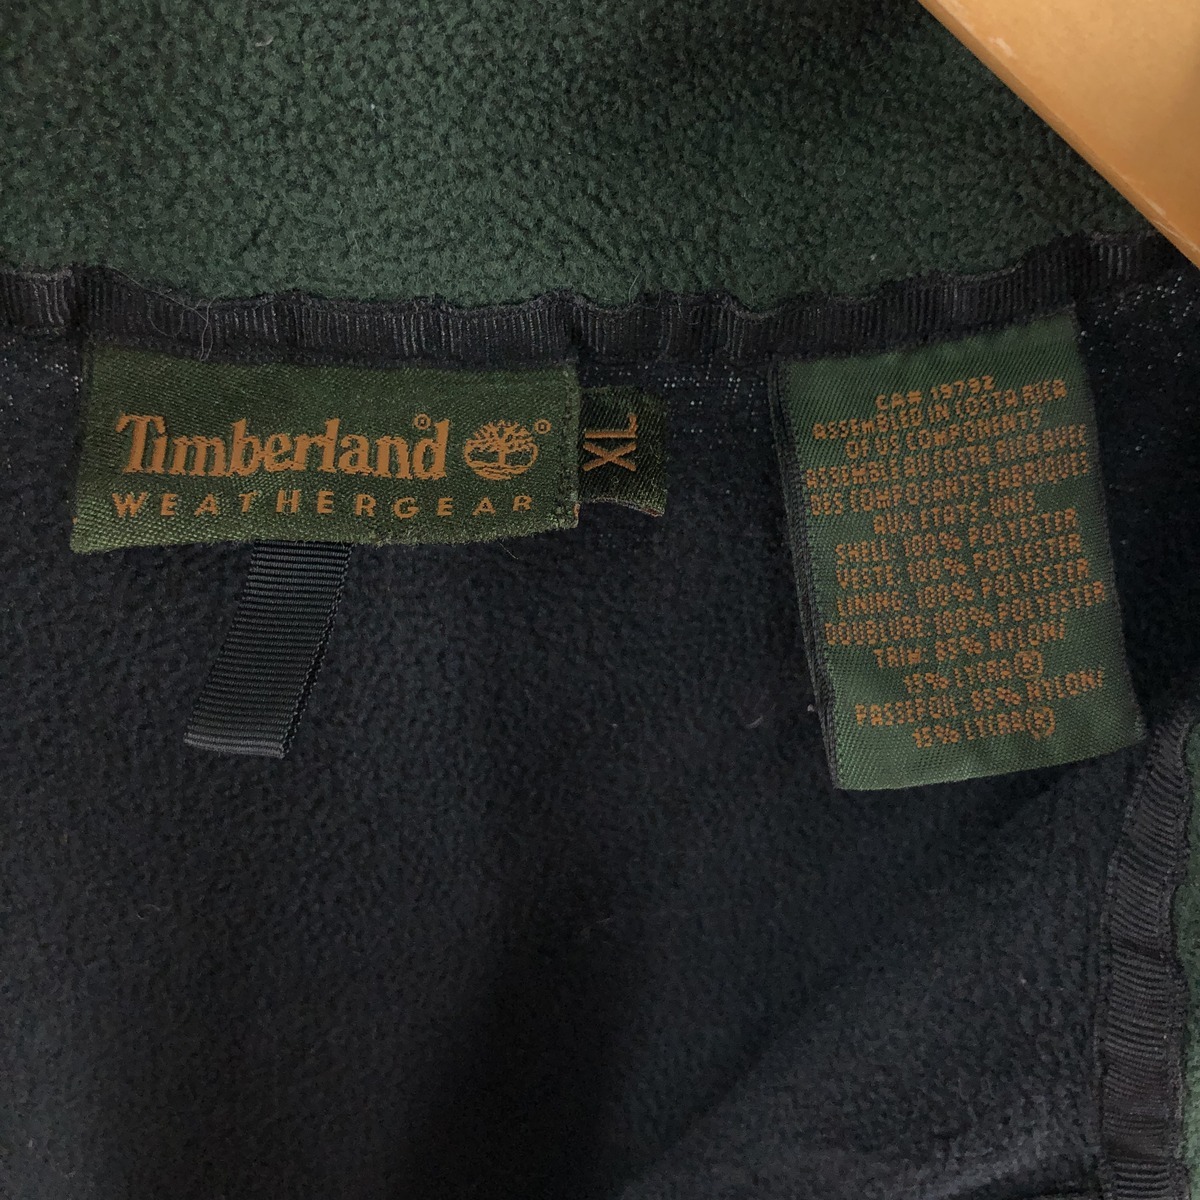 Timberland®
WEATHERGEAR
XL
CA# 19792
ASSEMBLED IN COSTA RICA
OF US COMPONENTS
ASSEMBLE AU COSTA RICA AVEC
DES COMPOSANTS FABRIQUES
AUX ETATS-UNIS
SHELL: 100% POLYESTER
VESTE: 100% POLYESTER
LINING: 100% POLYESTER
DOUBLURE: 100% POLYESTER
TRIM: 85% NYLON/
15% LYCRA(R)
PASSEPOIL: 85% NYLON/
15% LYCRA(R)